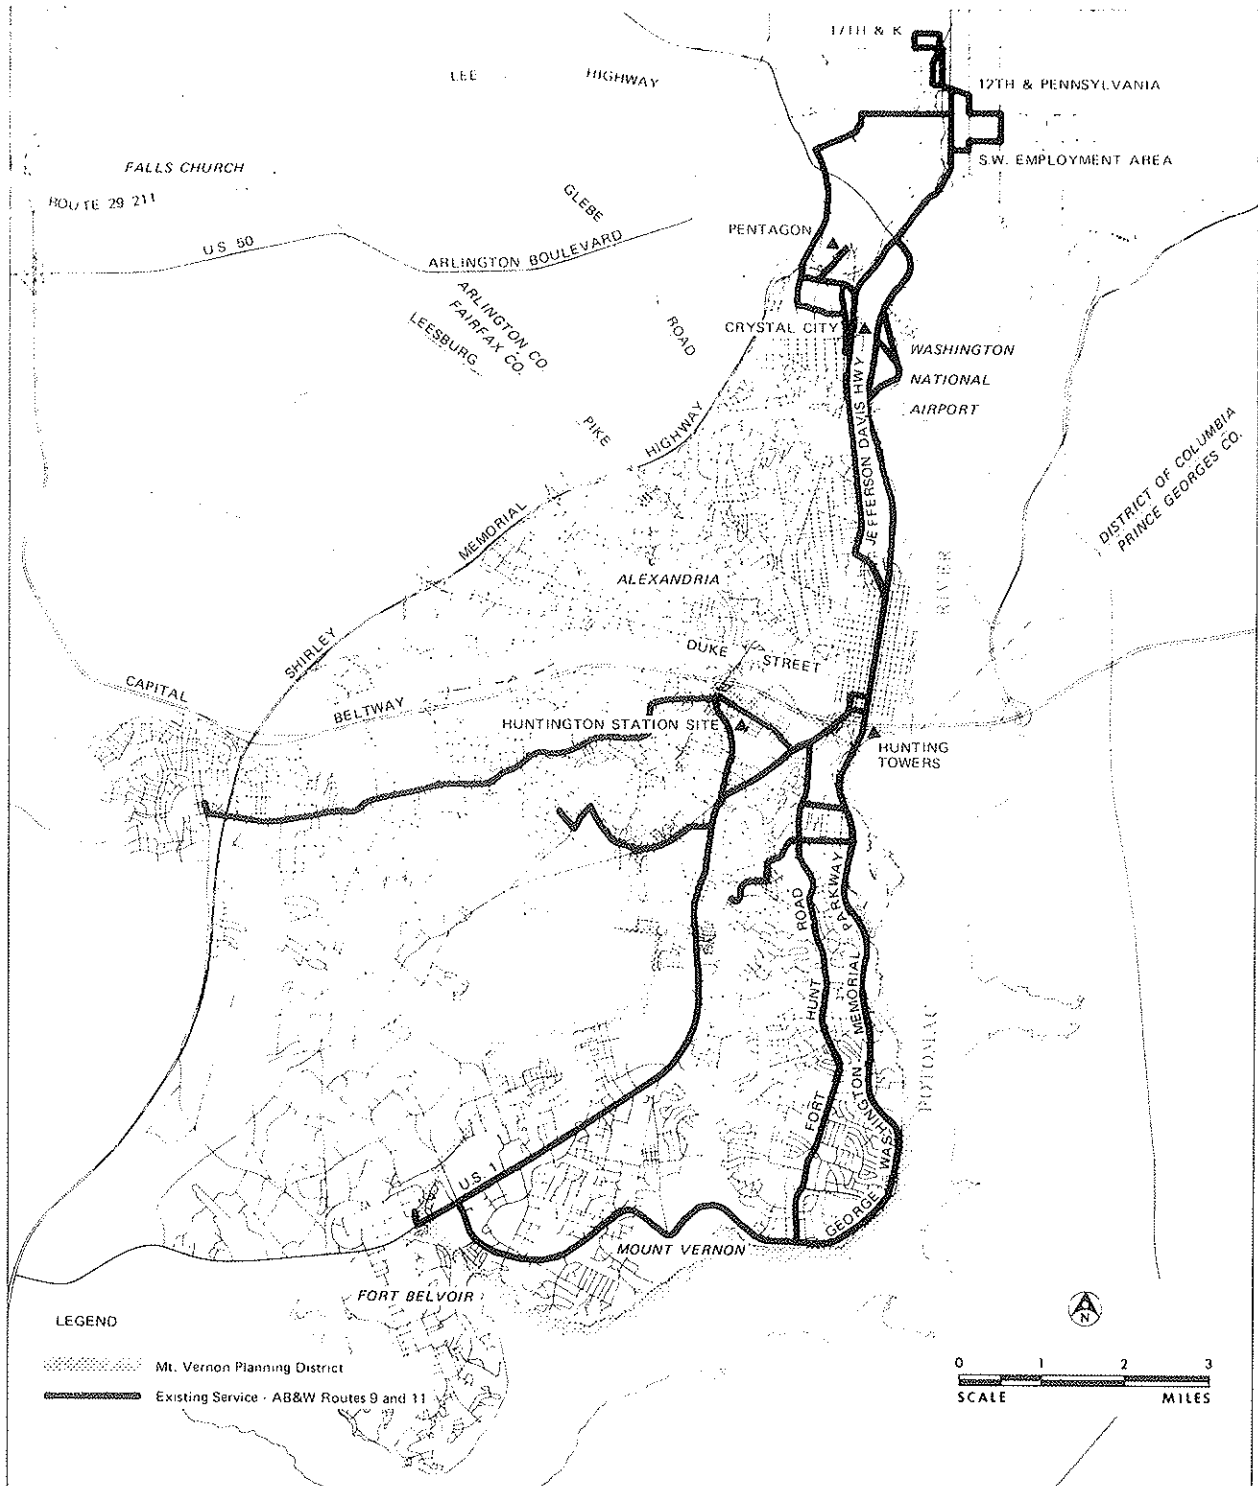 17TH & K
LEE HIGHWAY
12TH & PENNSYLVANIA
S.W. EMPLOYMENT AREA
FALLS CHURCH
ROUTE 29 211
GLEBE
ROAD
U S 50
ARLINGTON BOULEVARD
PENTAGON
ARLINGTON CO.
FAIRFAX CO.
LEESBURG
PIKE
CRYSTAL CITY
WASHINGTON
NATIONAL
AIRPORT
JEFFERSON DAVIS HWY
SHIRLEY MEMORIAL HIGHWAY
DISTRICT OF COLUMBIA
PRINCE GEORGES CO.
ALEXANDRIA
RIVER
DUKE STREET
CAPITAL BELTWAY
HUNTINGTON STATION SITE
HUNTING
TOWERS
FORT HUNT ROAD
GEORGE WASHINGTON MEMORIAL PARKWAY
POTOMAC
U.S. 1
MOUNT VERNON
FORT BELVOIR
LEGEND
Mt. Vernon Planning District
Existing Service - AB&W Routes 9 and 11
N
0 1 2 3
SCALE MILES